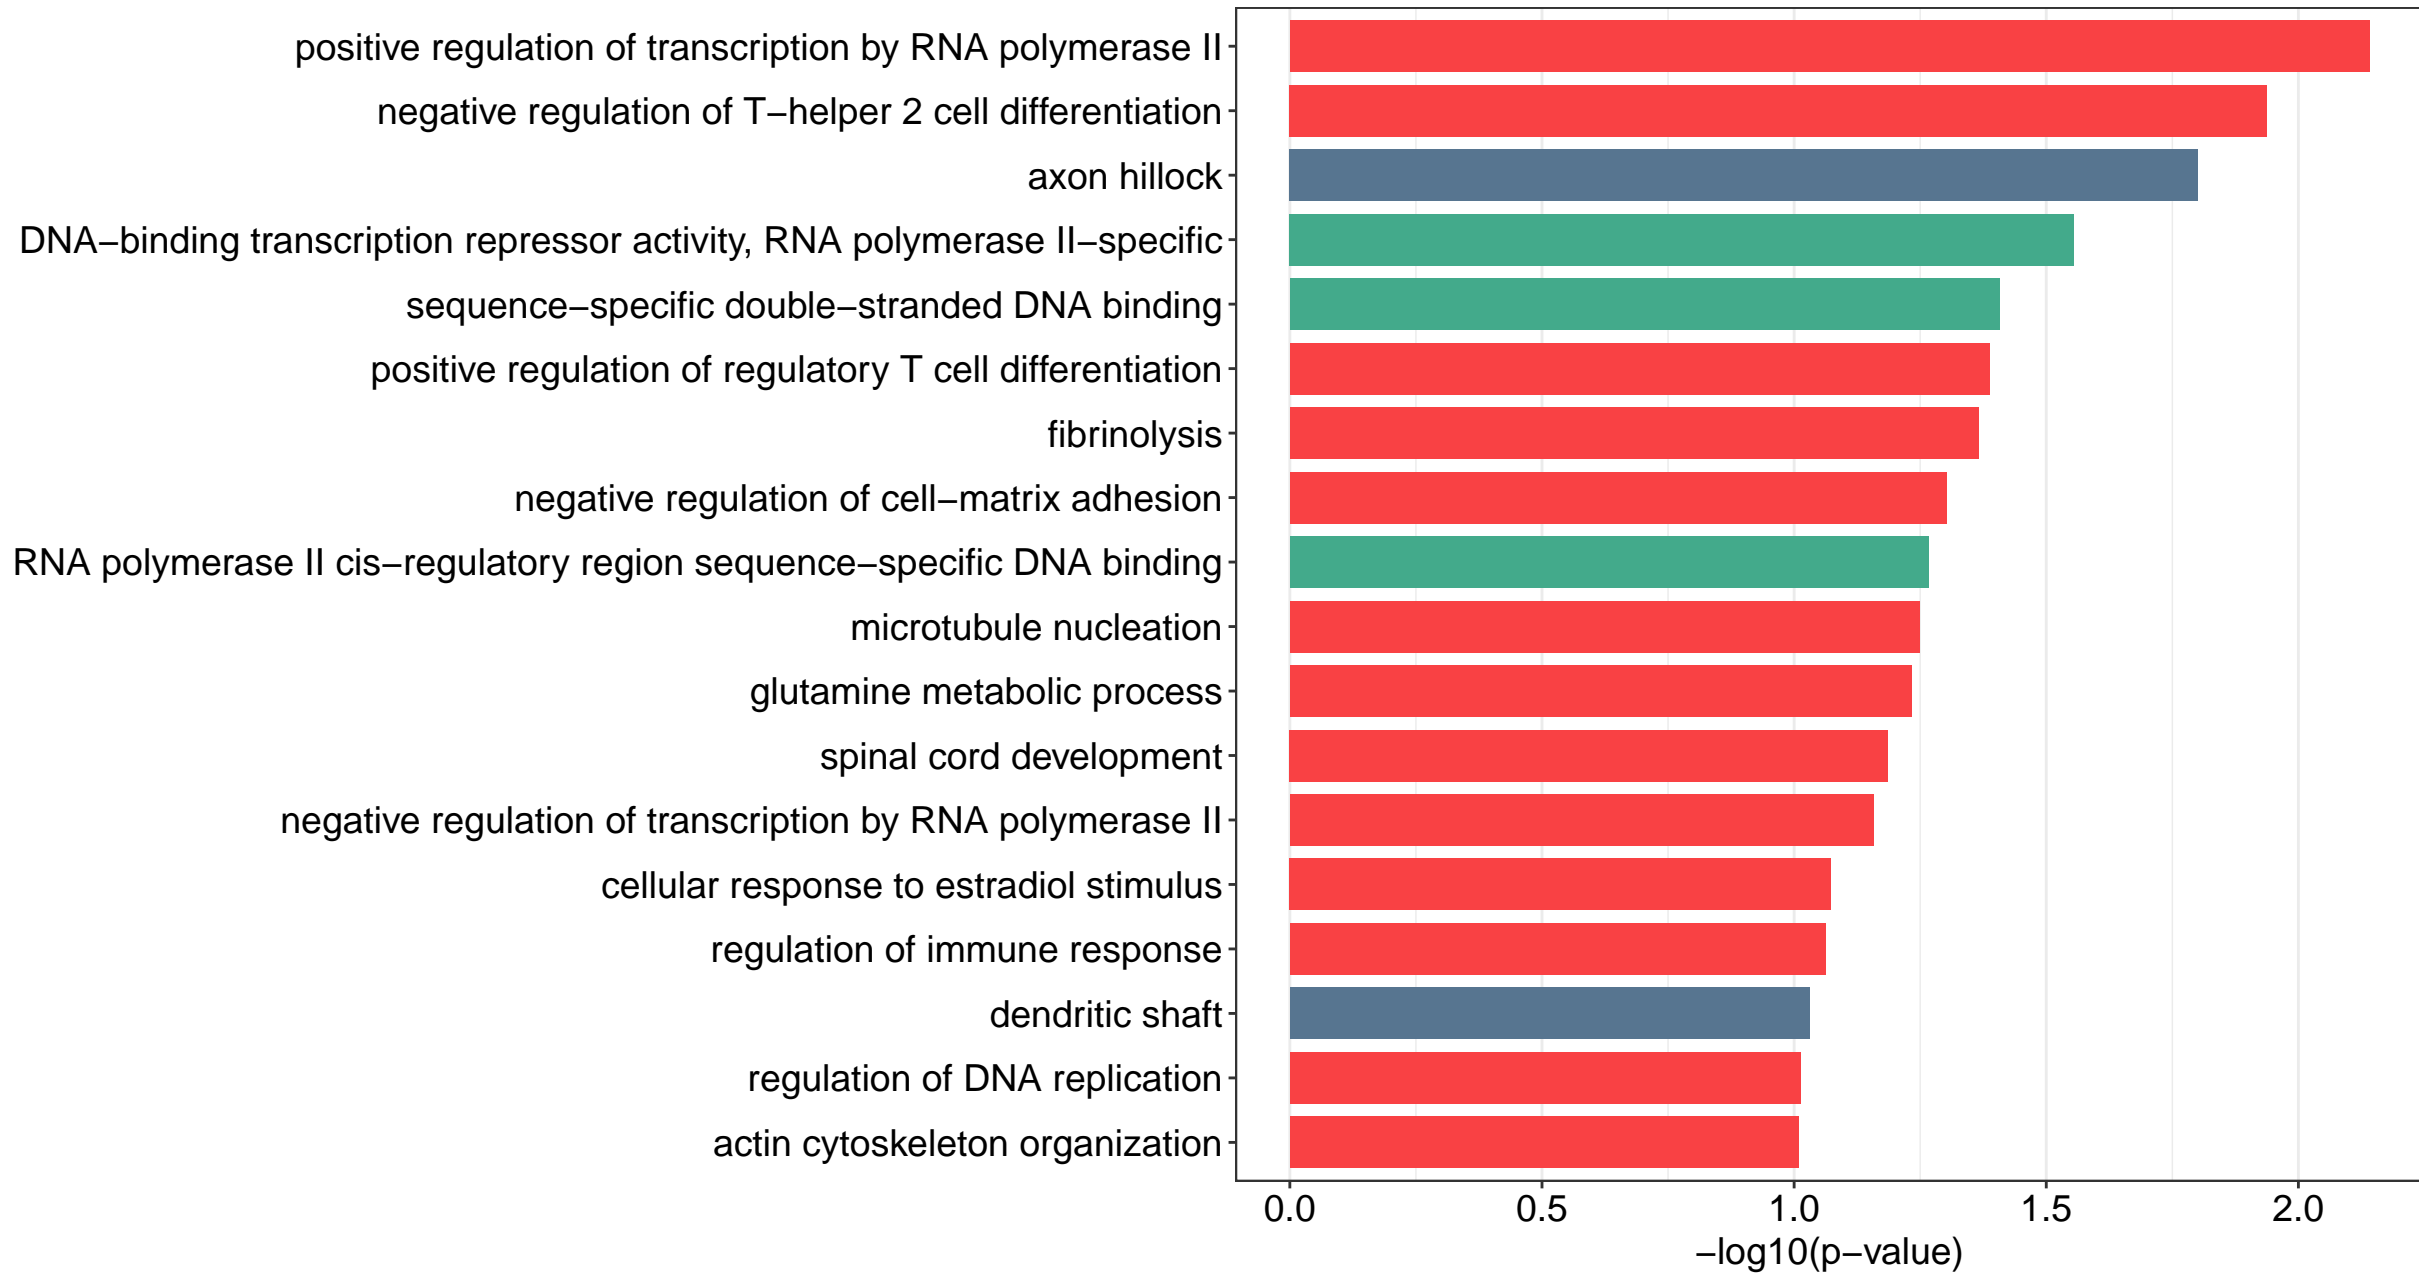 positive regulation of transcription by RNA polymerase II
negative regulation of T−helper 2 cell differentiation
axon hillock
DNA−binding transcription repressor activity, RNA polymerase II−specific
sequence−specific double−stranded DNA binding
positive regulation of regulatory T cell differentiation
fibrinolysis
negative regulation of cell−matrix adhesion
RNA polymerase II cis−regulatory region sequence−specific DNA binding
microtubule nucleation
glutamine metabolic process
spinal cord development
negative regulation of transcription by RNA polymerase II
cellular response to estradiol stimulus
regulation of immune response
dendritic shaft
regulation of DNA replication
actin cytoskeleton organization
0.0 0.5 1.0 1.5 2.0
−log10(p−value)